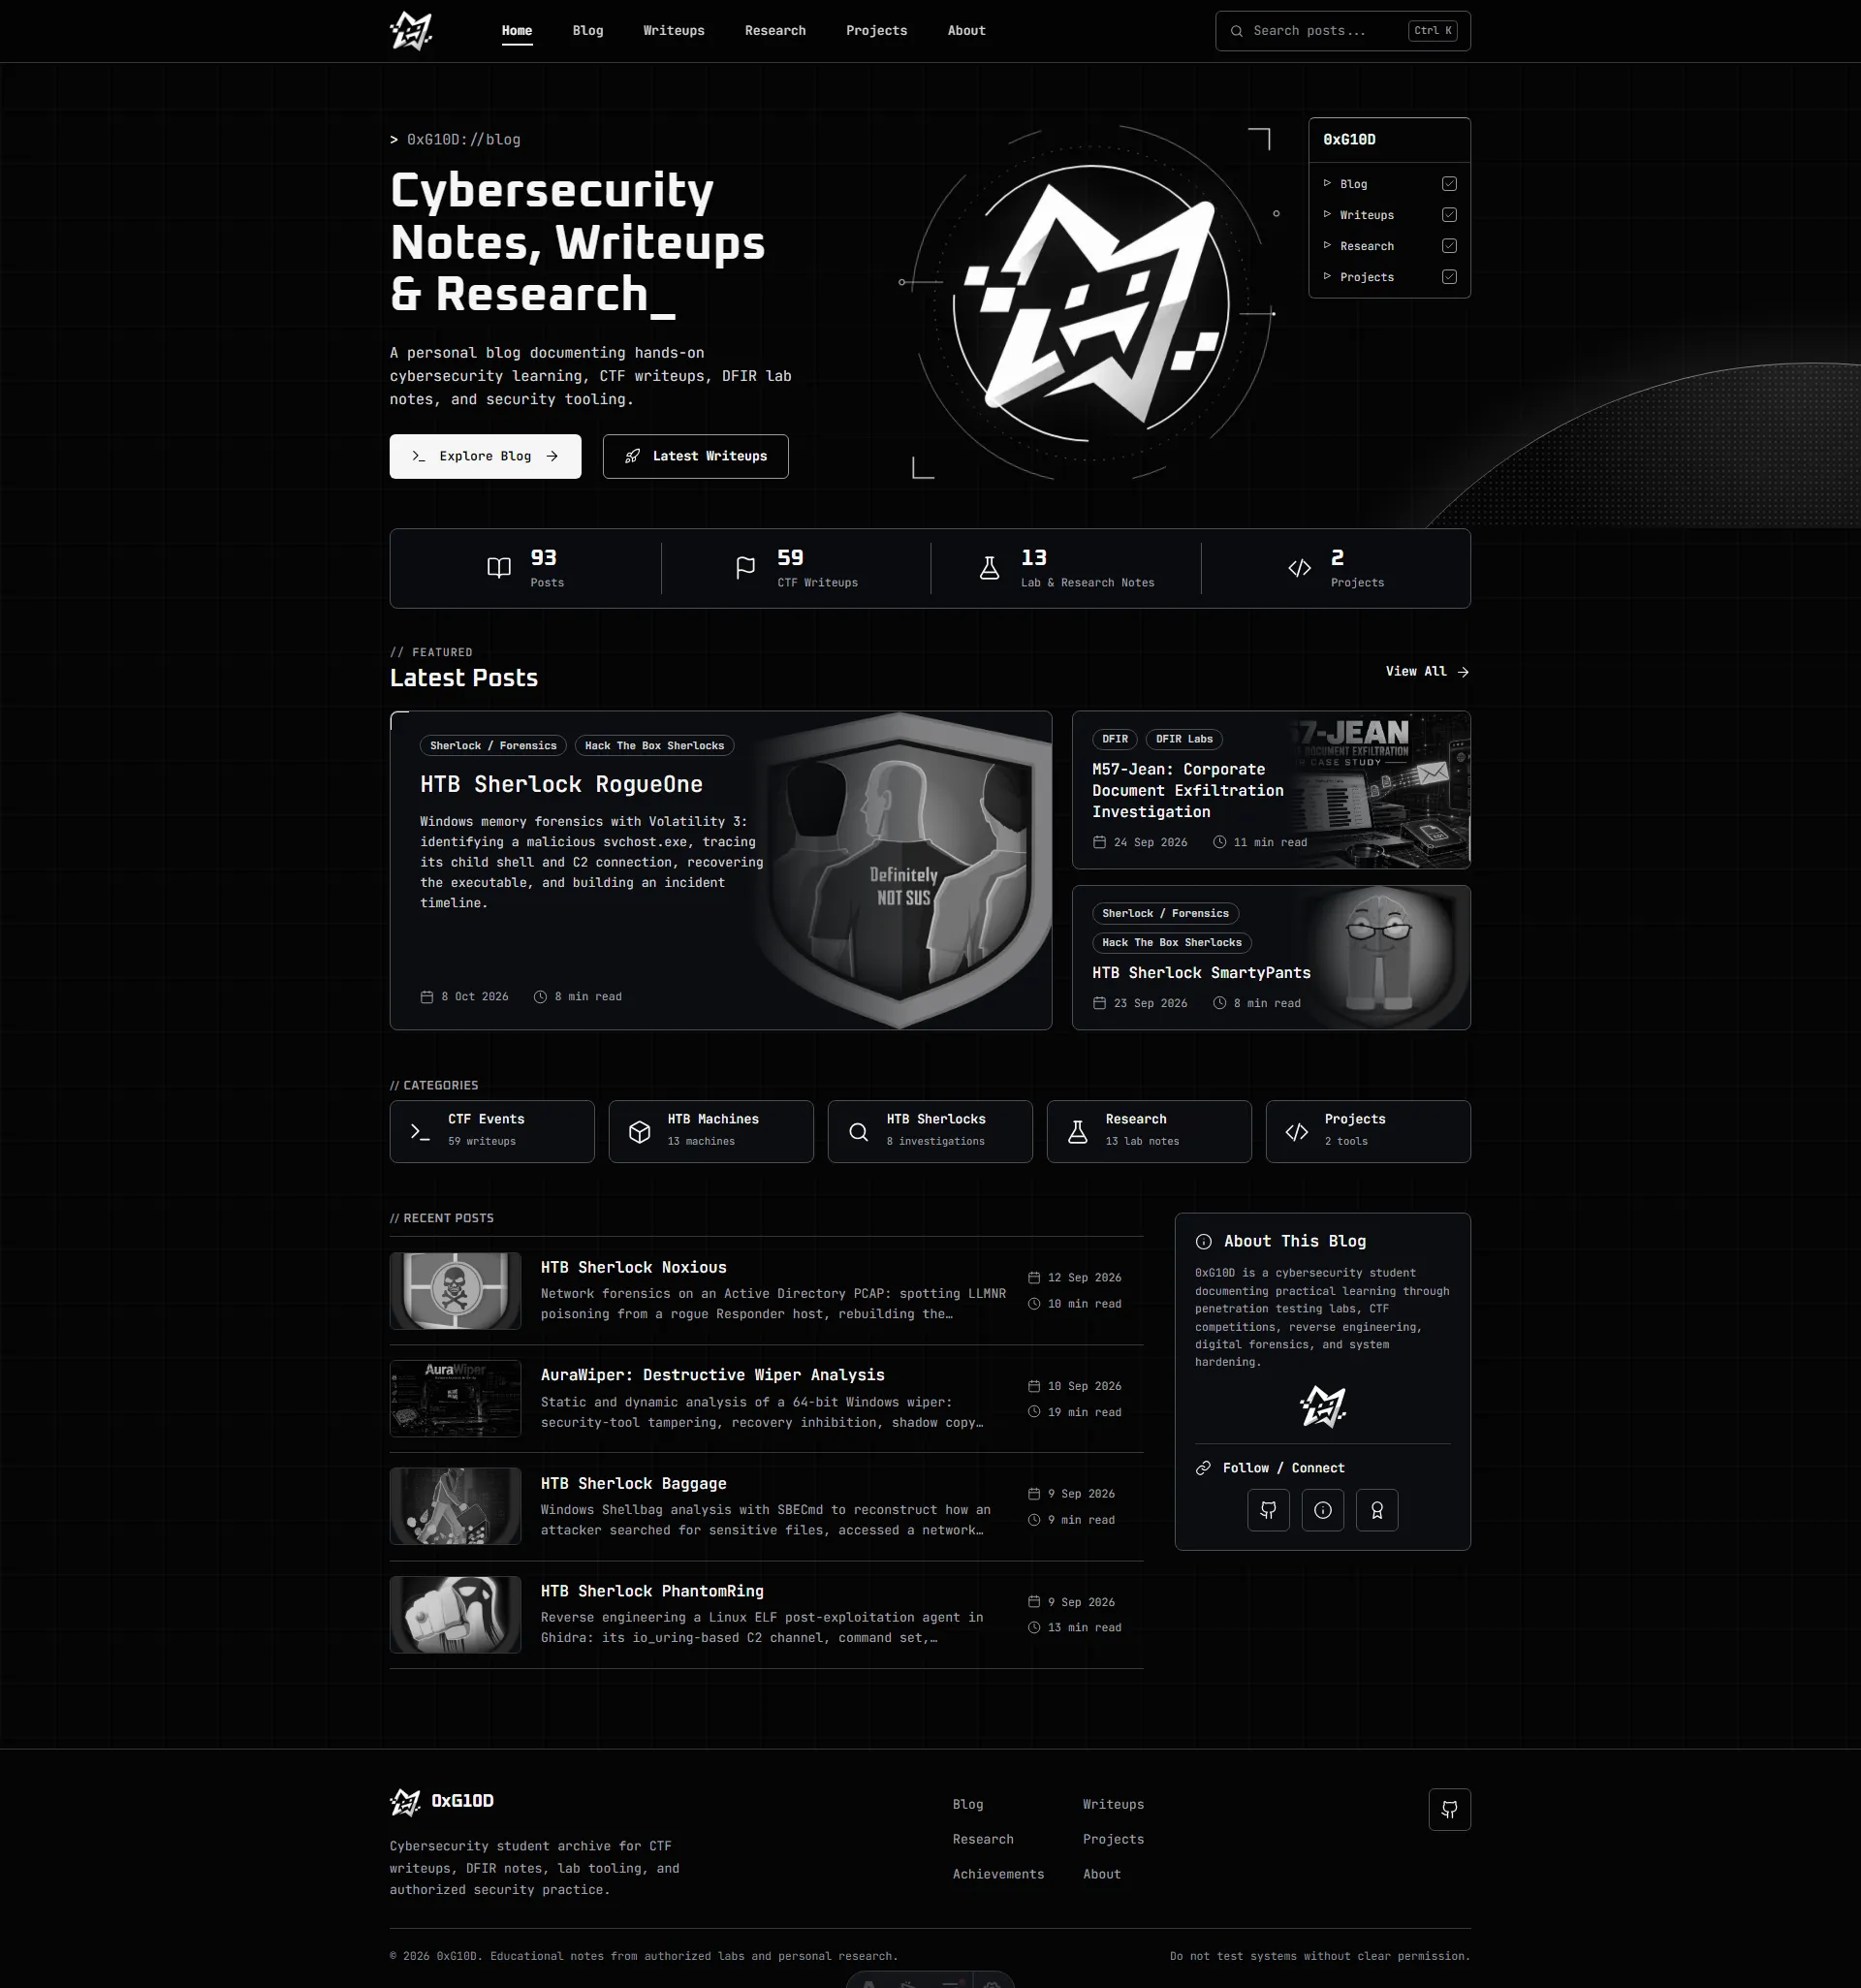 Home Blog Writeups Research Projects About Search posts... Ctrl K
> 0xG10D://blog
Cybersecurity
Notes, Writeups
& Research_
A personal blog documenting hands-on
cybersecurity learning, CTF writeups, DFIR lab
notes, and security tooling.
Explore Blog
Latest Writeups
0xG10D
Blog
Writeups
Research
Projects
93
Posts
59
CTF Writeups
13
Lab & Research Notes
2
Projects
// FEATURED
Latest Posts
View All
Sherlock / Forensics Hack The Box Sherlocks
HTB Sherlock RogueOne
Windows memory forensics with Volatility 3:
identifying a malicious svchost.exe, tracing
its child shell and C2 connection, recovering
the executable, and building an incident
timeline.
8 Oct 2026 8 min read
Definitely
NOT SUS
DFIR DFIR Labs
M57-Jean: Corporate
Document Exfiltration
Investigation
24 Sep 2026 11 min read
57-JEAN
DOCUMENT EXFILTRATION
CASE STUDY
Sherlock / Forensics
Hack The Box Sherlocks
HTB Sherlock SmartyPants
23 Sep 2026 8 min read
// CATEGORIES
CTF Events
59 writeups
HTB Machines
13 machines
HTB Sherlocks
8 investigations
Research
13 lab notes
Projects
2 tools
// RECENT POSTS
HTB Sherlock Noxious
Network forensics on an Active Directory PCAP: spotting LLMNR
poisoning from a rogue Responder host, rebuilding the…
12 Sep 2026
10 min read
AuraWiper
AuraWiper: Destructive Wiper Analysis
Static and dynamic analysis of a 64-bit Windows wiper:
security-tool tampering, recovery inhibition, shadow copy…
10 Sep 2026
19 min read
HTB Sherlock Baggage
Windows Shellbag analysis with SBECmd to reconstruct how an
attacker searched for sensitive files, accessed a network…
9 Sep 2026
9 min read
HTB Sherlock PhantomRing
Reverse engineering a Linux ELF post-exploitation agent in
Ghidra: its io_uring-based C2 channel, command set,…
9 Sep 2026
13 min read
About This Blog
0xG10D is a cybersecurity student
documenting practical learning through
penetration testing labs, CTF
competitions, reverse engineering,
digital forensics, and system
hardening.
Follow / Connect
0xG10D
Cybersecurity student archive for CTF
writeups, DFIR notes, lab tooling, and
authorized security practice.
Blog Writeups
Research Projects
Achievements About
© 2026 0xG10D. Educational notes from authorized labs and personal research.
Do not test systems without clear permission.